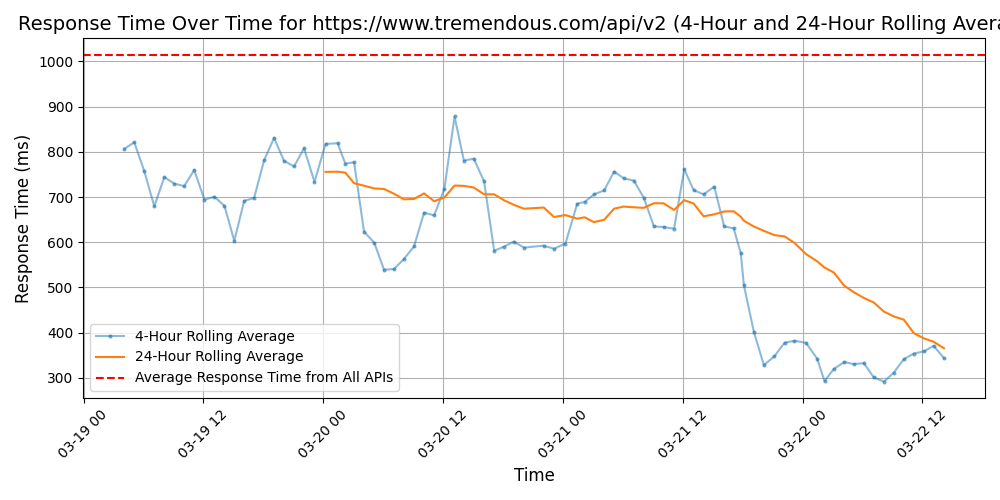 Response Time Over Time for https://www.tremendous.com/api/v2 (4-Hour and 24-Hour Rolling Avera
Response Time (ms)
1000
900
800
700
600
500
400
300
4-Hour Rolling Average
24-Hour Rolling Average
Average Response Time from All APIs
03-19 00
03-19 12
03-20 00
03-20 12
03-21 00
03-21 12
03-22 00
03-22 12
Time